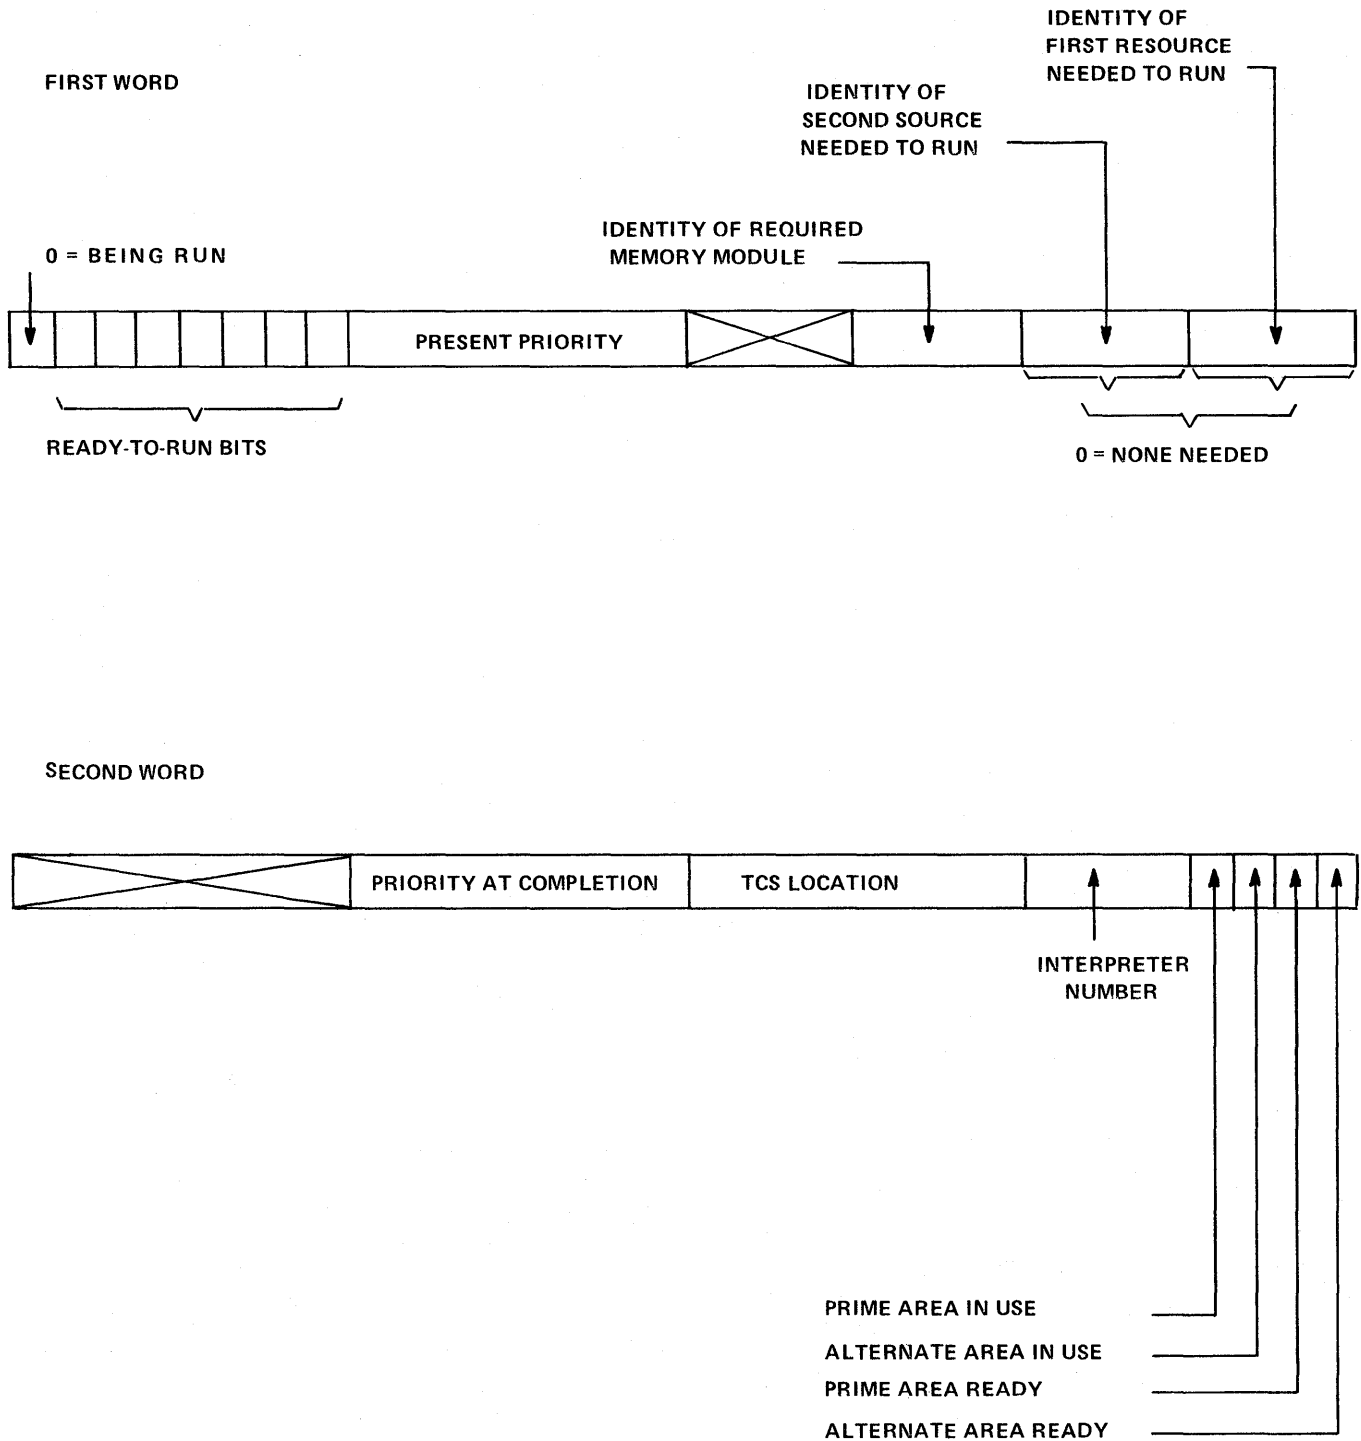 IDENTITY OF
FIRST RESOURCE
NEEDED TO RUN
FIRST WORD
IDENTITY OF
SECOND SOURCE
NEEDED TO RUN
IDENTITY OF REQUIRED
MEMORY MODULE
0 = BEING RUN
PRESENT PRIORITY
READY-TO-RUN BITS
0 = NONE NEEDED
SECOND WORD
PRIORITY AT COMPLETION
TCS LOCATION
INTERPRETER
NUMBER
PRIME AREA IN USE
ALTERNATE AREA IN USE
PRIME AREA READY
ALTERNATE AREA READY